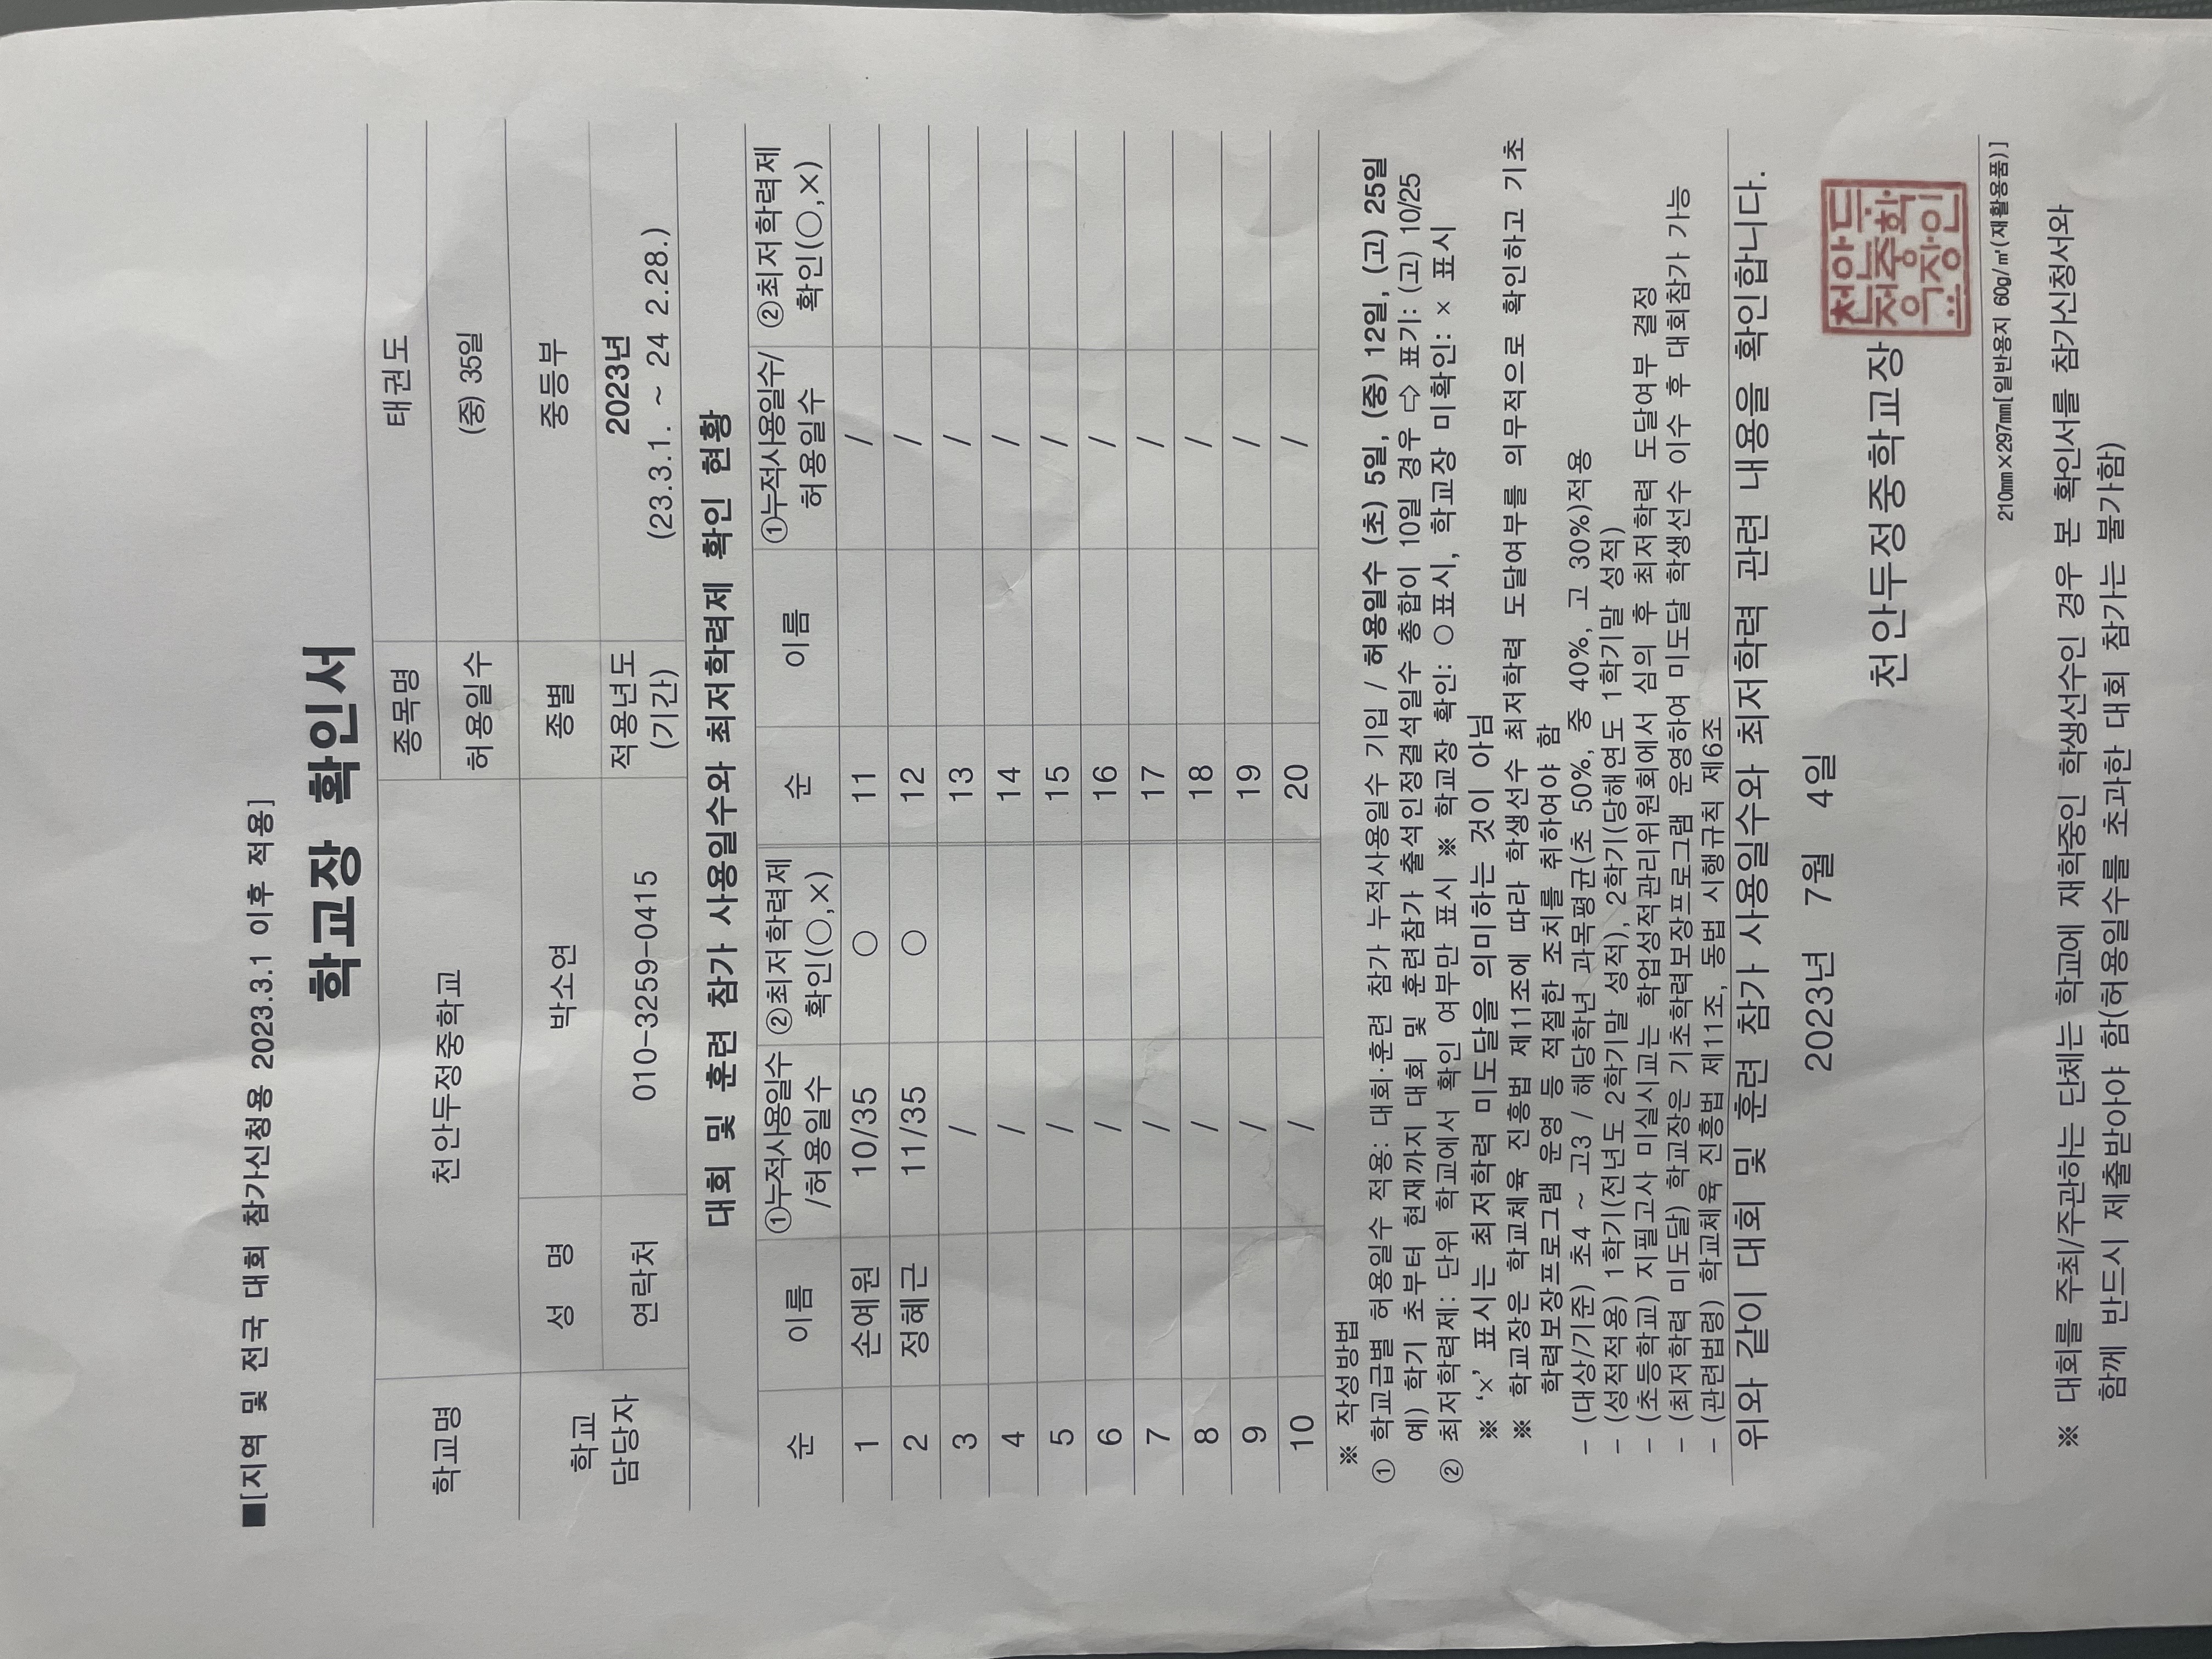 ■[지역 및 전국 대회 참가신청용 2023.3.1 이후 적용]
학교장 확인서
학교명 천안두정중학교 종목명 태권도
허용일수 (중) 35일
학교 담당자 성 명 박소연 종별 중등부
연락처 010-3259-0415 적용년도 (기간) 2023년
(23.3.1. ~ 24 2.28.)
대회 및 훈련 참가 사용일수와 최저학력제 확인 현황
순 이름 ①누적사용일수 /허용일수 ②최저학력제 확인(○,×) 순 이름 ①누적사용일수/ 허용일수 ②최저학력제 확인(○,×)
1 손예원 10/35 ○ 11 /
2 정혜근 11/35 ○ 12 /
3 / 13 /
4 / 14 /
5 / 15 /
6 / 16 /
7 / 17 /
8 / 18 /
9 / 19 /
10 / 20 /
※ 작성방법
① 학교급별 허용일수 적용: 대회·훈련 참가 누적사용일수 기입 / 허용일수 (초) 5일, (중) 12일, (고) 25일
예) 학기 초부터 현재까지 대회 및 훈련참가 출석인정결석일수 총합이 10일 경우 ⇨ 표기: (고) 10/25
② 최저학력제: 단위 학교에서 확인 여부만 표시 ※ 학교장 확인: ○표시, 학교장 미확인: × 표시
※ ‘×’ 표시는 최저학력 미도달을 의미하는 것이 아님
※ 학교장은 학교체육 진흥법 제11조에 따라 학생선수 최저학력 도달여부를 의무적으로 확인하고 기초
학력보장프로그램 운영 등 적절한 조치를 취하여야 함
- (대상/기준) 초4 ~ 고3 / 해당학년 과목평균(초 50%, 중 40%, 고 30%)적용
- (성적적용) 1학기(전년도 2학기말 성적), 2학기(당해연도 1학기말 성적)
- (초등학교) 지필고사 미실시교는 학업성적관리위원회에서 심의 후 최저학력 도달여부 결정
- (최저학력 미도달) 학교장은 기초학력보장프로그램 운영하여 미도달 학생선수 이수 후 대회참가 가능
- (관련법령) 학교체육 진흥법 제11조, 동법 시행규칙 제6조
위와 같이 대회 및 훈련 참가 사용일수와 최저학력 관련 내용을 확인합니다.
2023년 7월 4일
천안두정중학교장
천안두
정중학
교장인
210㎜×297㎜[일반용지 60g/㎡(재활용품)]
※ 대회를 주최/주관하는 단체는 학교에 재학중인 학생선수인 경우 본 확인서를 참가신청서와
함께 반드시 제출받아야 함(허용일수를 초과한 대회 참가는 불가함)